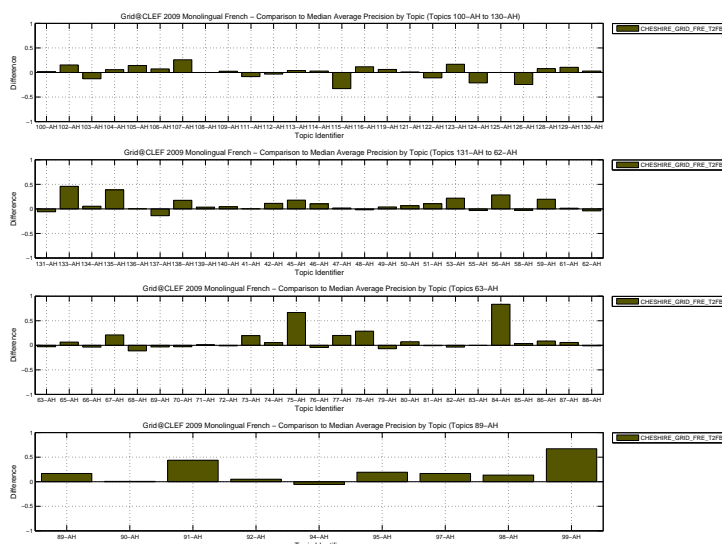 Grid@CLEF 2009 Monolingual French − Comparison to Median Average Precision by Topic (Topics 100−AH to 130−AH)
CHESHIRE_GRID_FRE_T2FB
1
0.5
0
−0.5
−1
Difference
100−AH 102−AH 103−AH 104−AH 105−AH 106−AH 107−AH 108−AH 109−AH 111−AH 112−AH 113−AH 114−AH 115−AH 116−AH 119−AH 121−AH 122−AH 123−AH 124−AH 125−AH 126−AH 128−AH 129−AH 130−AH
Topic Identifier
Grid@CLEF 2009 Monolingual French − Comparison to Median Average Precision by Topic (Topics 131−AH to 62−AH
CHESHIRE_GRID_FRE_T2FB
1
0.5
0
−0.5
−1
Difference
131−AH 133−AH 134−AH 135−AH 136−AH 137−AH 138−AH 139−AH 140−AH 41−AH 42−AH 45−AH 46−AH 47−AH 48−AH 49−AH 50−AH 51−AH 53−AH 55−AH 56−AH 58−AH 59−AH 61−AH 62−AH
Topic Identifier
Grid@CLEF 2009 Monolingual French − Comparison to Median Average Precision by Topic (Topics 63−AH
CHESHIRE_GRID_FRE_T2FB
1
0.5
0
−0.5
−1
Difference
63−AH 65−AH 66−AH 67−AH 68−AH 69−AH 70−AH 71−AH 72−AH 73−AH 74−AH 75−AH 76−AH 77−AH 78−AH 79−AH 80−AH 81−AH 82−AH 83−AH 84−AH 85−AH 86−AH 87−AH 88−AH
Topic Identifier
Grid@CLEF 2009 Monolingual French − Comparison to Median Average Precision by Topic (Topics 89−AH
CHESHIRE_GRID_FRE_T2FB
1
0.5
0
−0.5
−1
Difference
89−AH 90−AH 91−AH 92−AH 94−AH 95−AH 97−AH 98−AH 99−AH
Topic Identifier